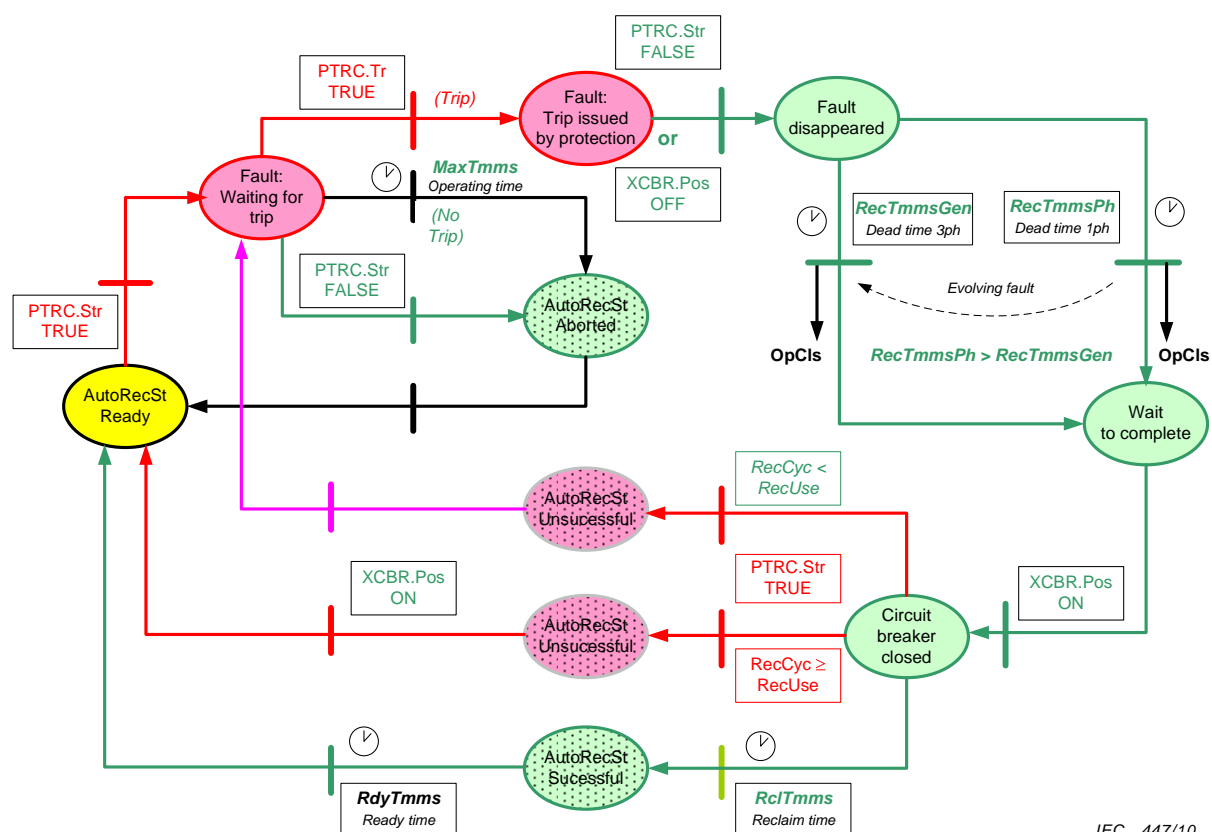 PTRC.Str
FALSE
PTRC.Tr
TRUE
(Trip)
Fault:
Trip issued
by protection
or
Fault
disappeared
XCBR.Pos
OFF
Fault:
Waiting for
trip
MaxTmms
Operating time
(No
Trip)
RecTmmsGen
Dead time 3ph
RecTmmsPh
Dead time 1ph
PTRC.Str
FALSE
PTRC.Str
TRUE
AutoRecSt
Aborted
Evolving fault
OpCls
RecTmmsPh > RecTmmsGen
OpCls
AutoRecSt
Ready
Wait
to complete
RecCyc <
RecUse
AutoRecSt
Unsucessful
PTRC.Str
TRUE
XCBR.Pos
ON
XCBR.Pos
ON
AutoRecSt
Unsucessful
Circuit
breaker
closed
RecCyc ≥
RecUse
AutoRecSt
Sucessful
RdyTmms
Ready time
RclTmms
Reclaim time
IEC 447/10